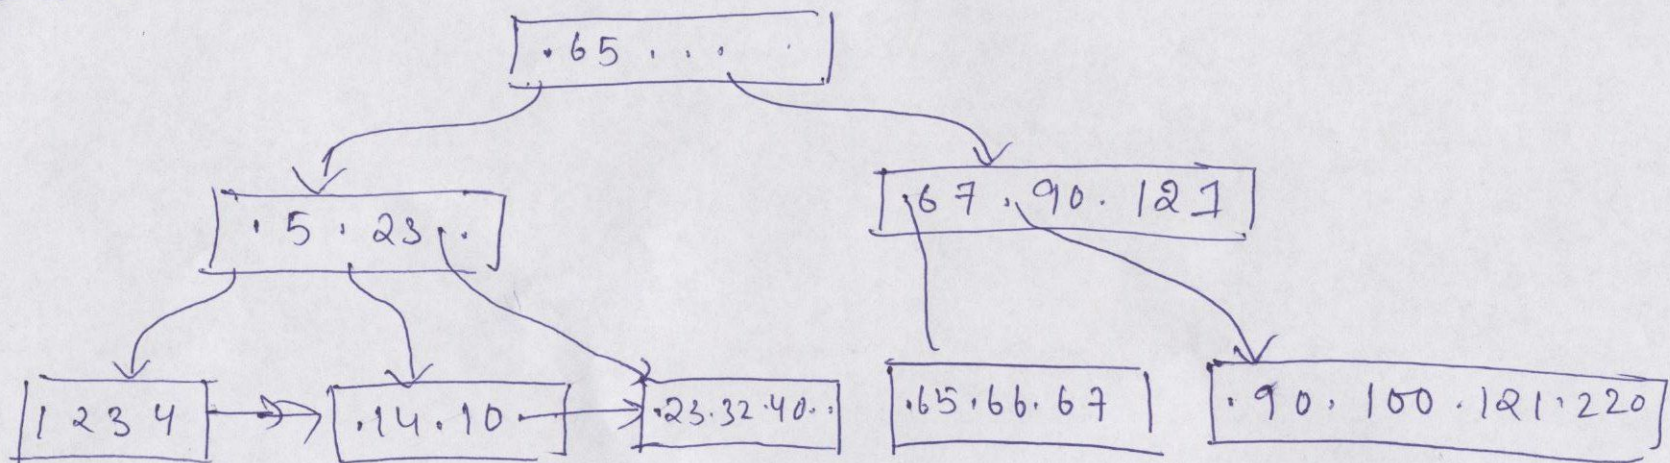 .65 . . . .
. 5 . 23 . .
.67 . 90 . 121
1 2 3 4
.14.10.
.23.32.40..
.65.66.67
.90.100.121.220